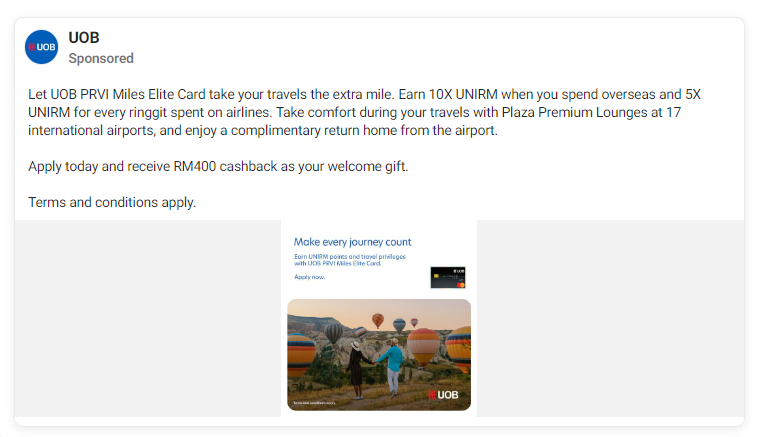 UOB
UOB
Sponsored
Let UOB PRVI Miles Elite Card take your travels the extra mile. Earn 10X UNIRM when you spend overseas and 5X
UNIRM for every ringgit spent on airlines. Take comfort during your travels with Plaza Premium Lounges at 17
international airports, and enjoy a complimentary return home from the airport.
Apply today and receive RM400 cashback as your welcome gift.
Terms and conditions apply.
Make every journey count
Earn UNIRM points and travel privileges
with UOB PRVI Miles Elite Card.
Apply now.
UOB
Terms and conditions apply.
UOB